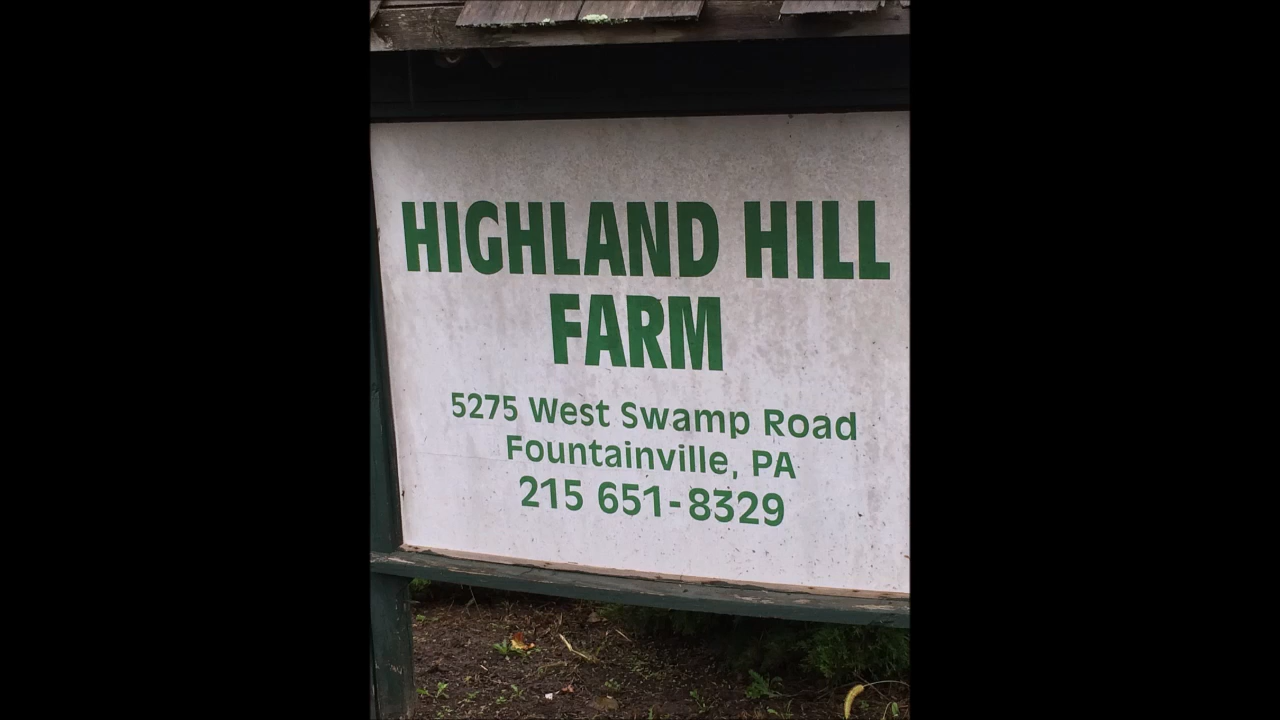 HIGHLAND HILL
FARM
5275 West Swamp Road
Fountainville, PA
215 651-8329